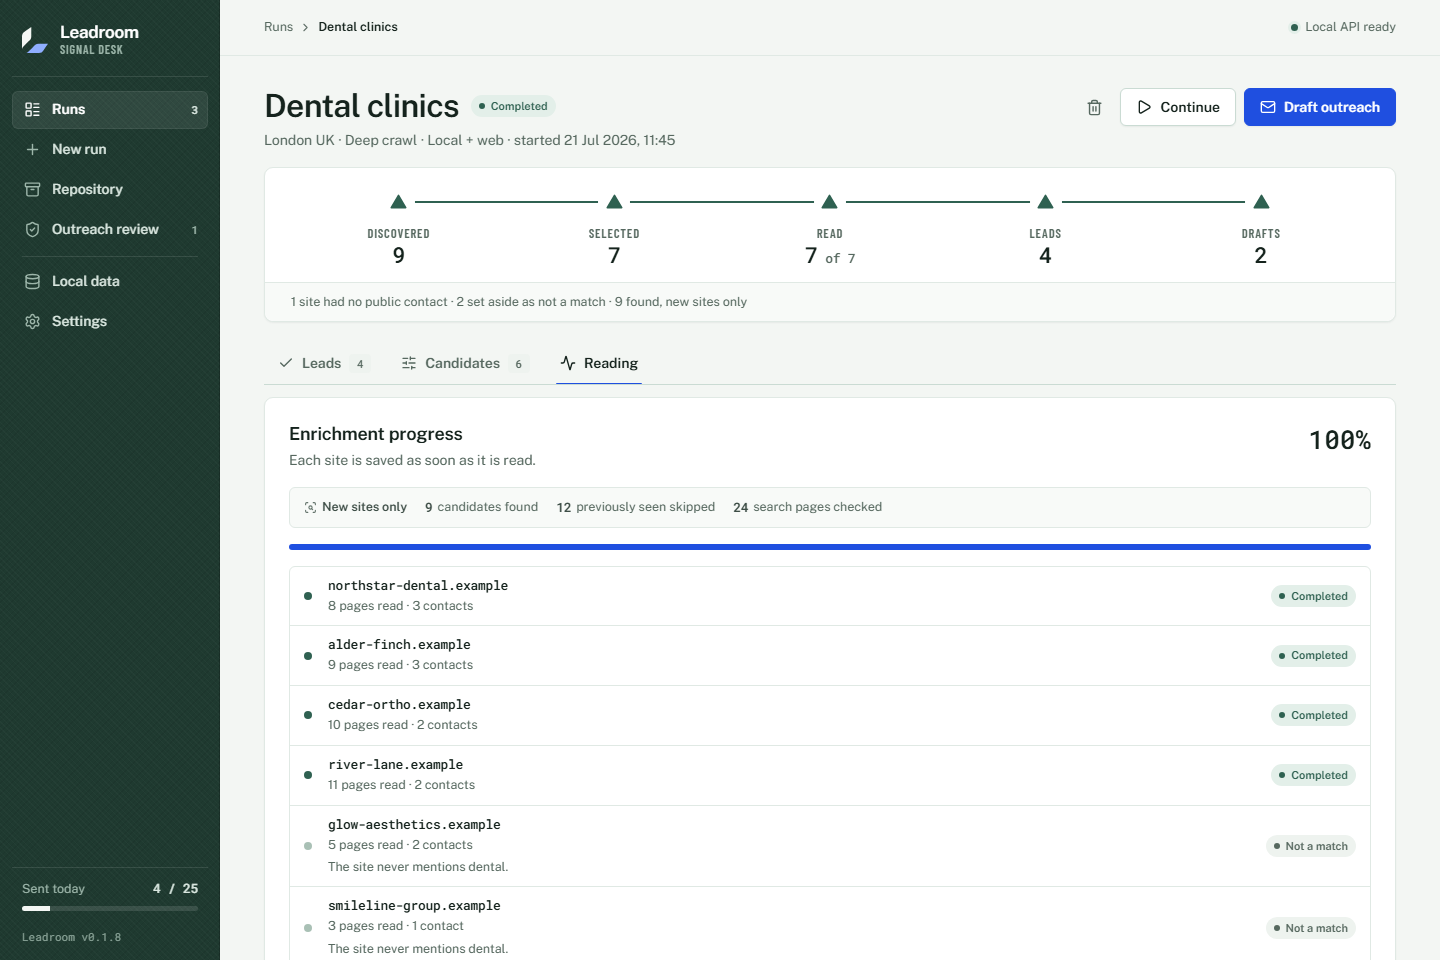 Leadroom
SIGNAL DESK
Runs 3
New run
Repository
Outreach review 1
Local data
Settings
Sent today 4 / 25
Leadroom v0.1.8
Runs > Dental clinics
Local API ready
Dental clinics
Completed
London UK · Deep crawl · Local + web · started 21 Jul 2026, 11:45
Continue
Draft outreach
DISCOVERED
9
SELECTED
7
READ
7 of 7
LEADS
4
DRAFTS
2
1 site had no public contact · 2 set aside as not a match · 9 found, new sites only
Leads 4
Candidates 6
Reading
Enrichment progress
100%
Each site is saved as soon as it is read.
New sites only 9 candidates found 12 previously seen skipped 24 search pages checked
northstar-dental.example
8 pages read · 3 contacts
Completed
alder-finch.example
9 pages read · 3 contacts
Completed
cedar-ortho.example
10 pages read · 2 contacts
Completed
river-lane.example
11 pages read · 2 contacts
Completed
glow-aesthetics.example
5 pages read · 2 contacts
The site never mentions dental.
Not a match
smileline-group.example
3 pages read · 1 contact
The site never mentions dental.
Not a match